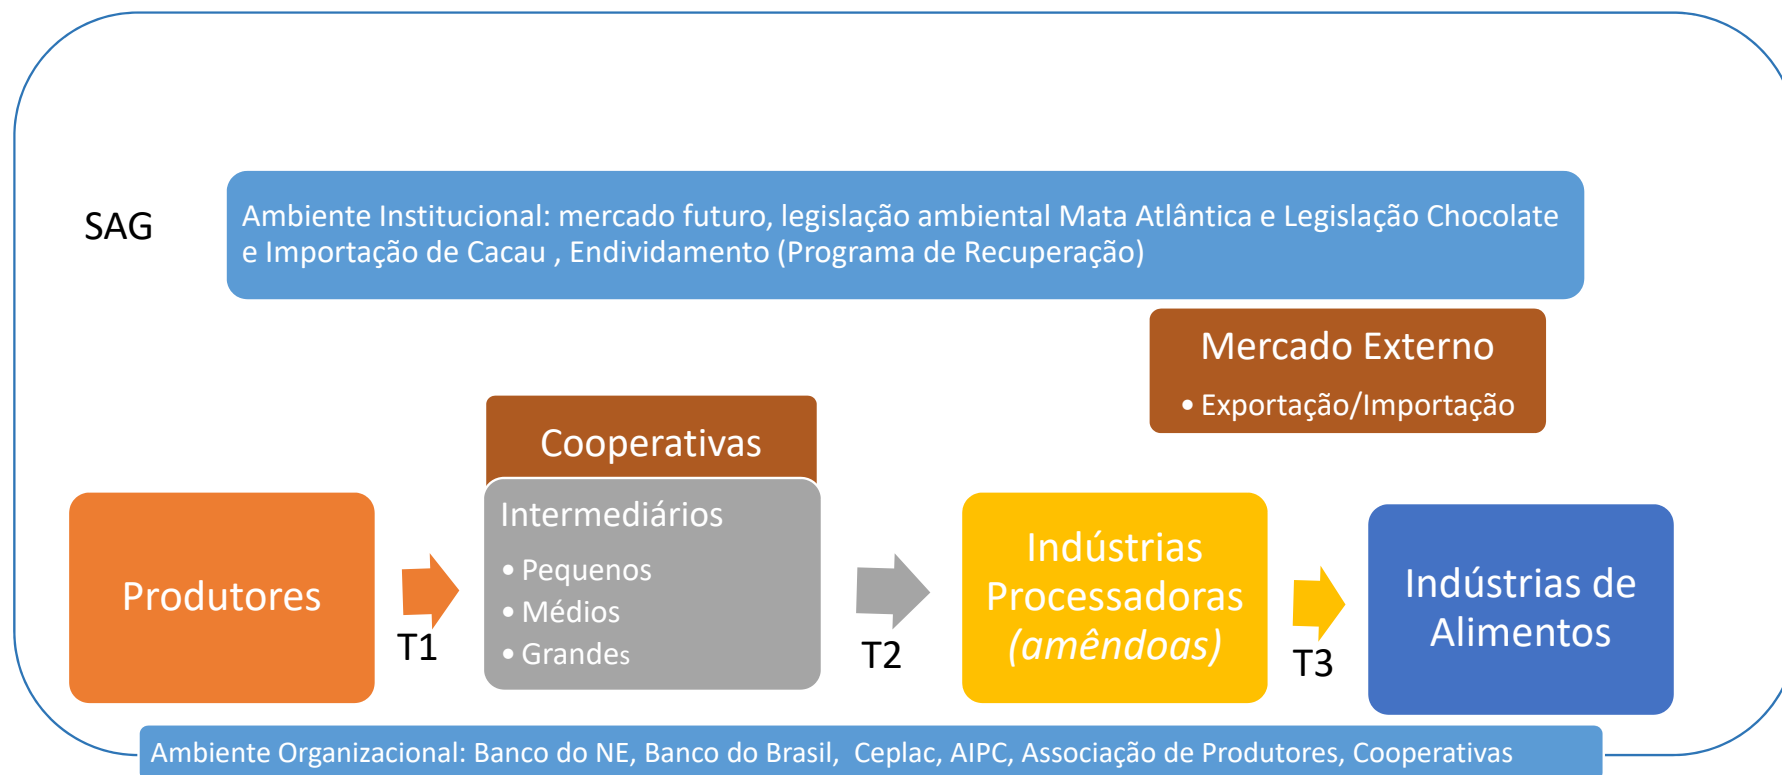 SAG
Ambiente Institucional: mercado futuro, legislação ambiental Mata Atlântica e Legislação Chocolate
e Importação de Cacau , Endividamento (Programa de Recuperação)
Mercado Externo
• Exportação/Importação
Cooperativas
Intermediários
• Pequenos
• Médios
• Grandes
Produtores
T1
T2
Indústrias
Processadoras
(amêndoas)
T3
Indústrias de
Alimentos
Ambiente Organizacional: Banco do NE, Banco do Brasil,  Ceplac, AIPC, Associação de Produtores, Cooperativas